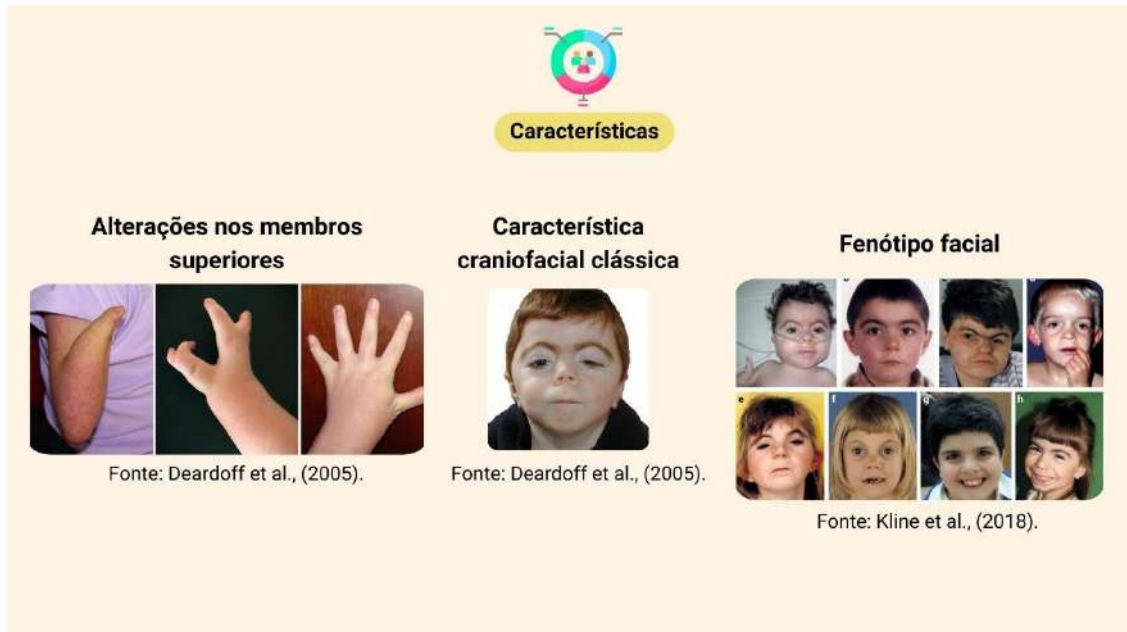 Característícas
Alterações nos membros
superiores
Fonte: Deardoff et al., (2005).
Característica
craniofacial clássica
Fonte: Deardoff et al., (2005).
Fenótipo facial
e
f
g
h
Fonte: Kline et al., (2018).